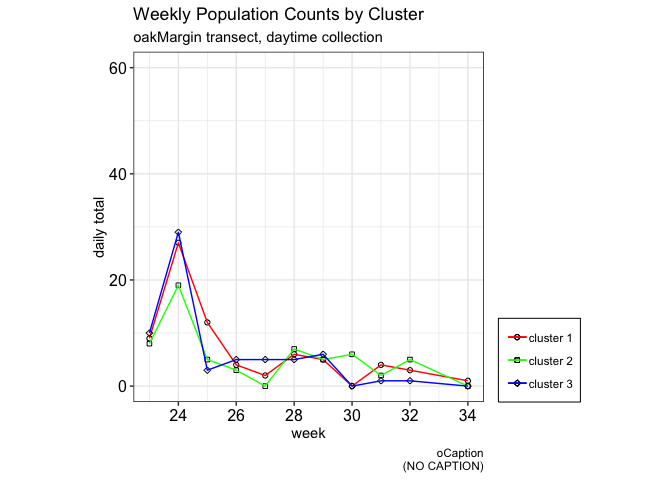 Weekly Population Counts by Cluster
oakMargin transect, daytime collection
60
40
20
0
daily total
24 26 28 30 32 34
week
cluster 1
cluster 2
cluster 3
oCaption
(NO CAPTION)